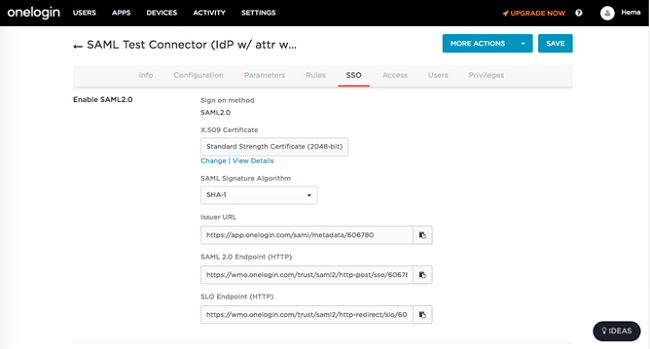 onelogin USERS APPS DEVICES ACTIVITY SETTINGS UPGRADE NOW Hema
← SAML Test Connector (IdP w/ attr w... MORE ACTIONS SAVE
Info Configuration Parameters Rules SSO Access Users Privileges
Enable SAML2.0 Sign on method
SAML2.0
X.509 Certificate
Standard Strength Certificate (2048-bit)
Change | View Details
SAML Signature Algorithm
SHA-1
Issuer URL
https://app.onelogin.com/saml/metadata/606780
SAML 2.0 Endpoint (HTTP)
https://wmo.onelogin.com/trust/saml2/http-post/sso/6067
SLO Endpoint (HTTP)
https://wmo.onelogin.com/trust/saml2/http-redirect/slo/60
IDEAS